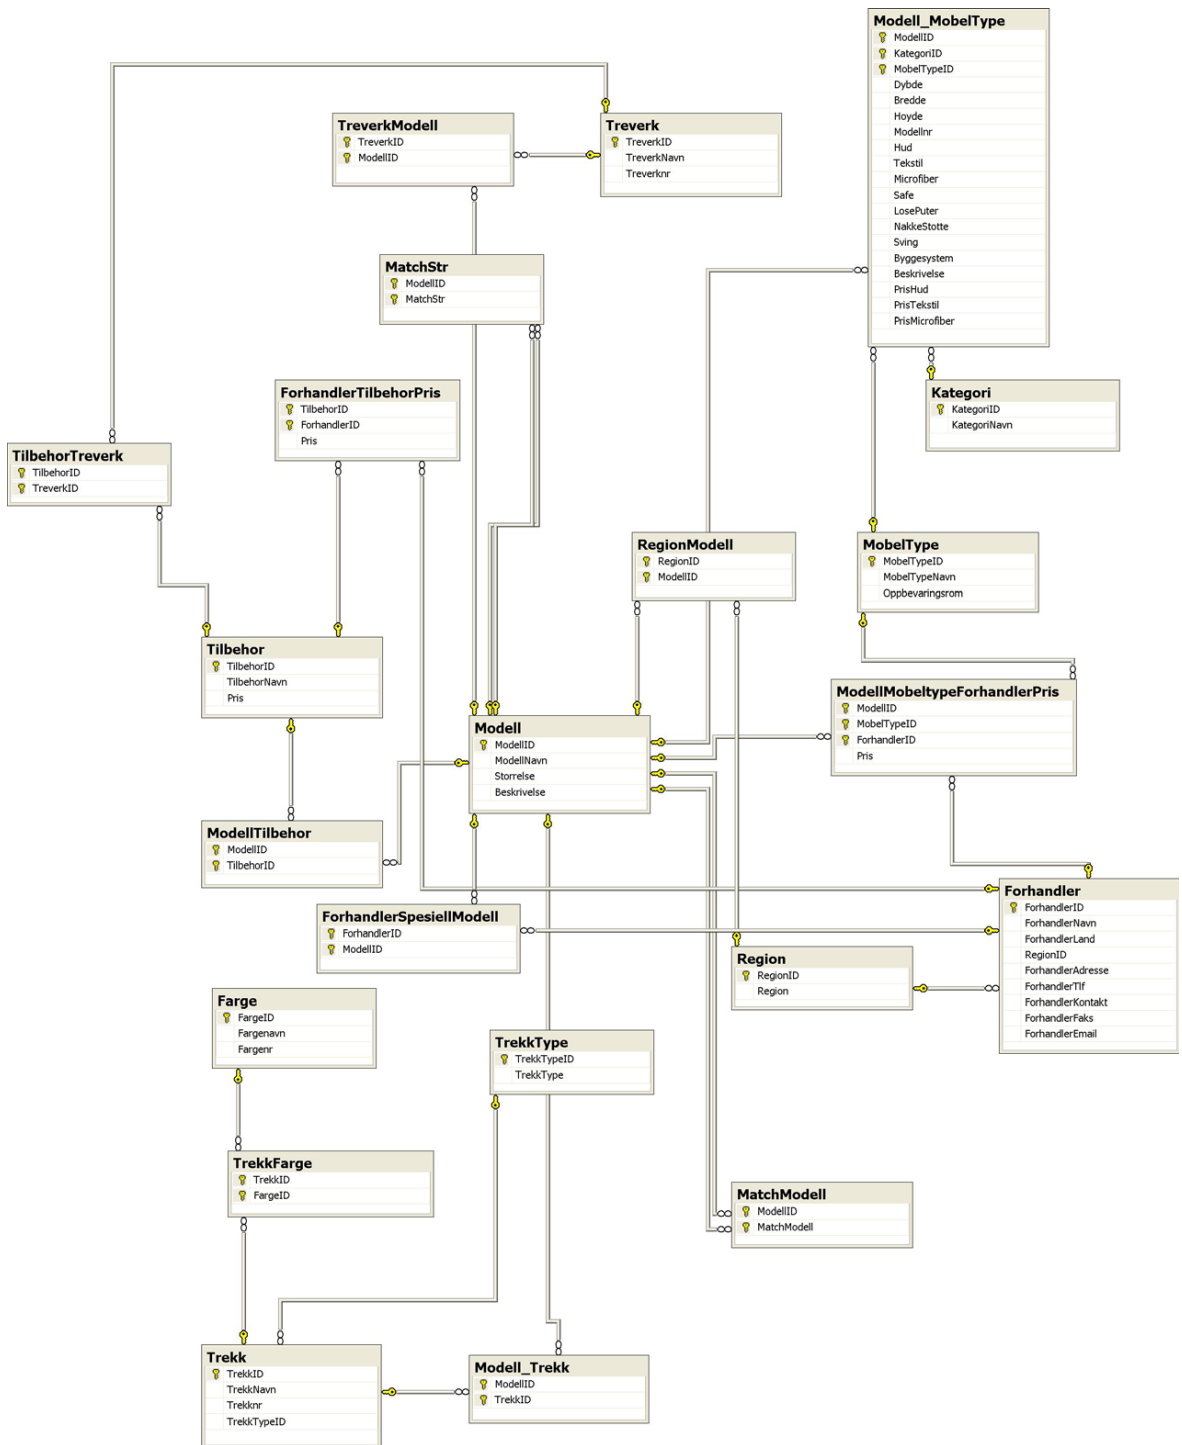 Modell_MobelType
ModellID
KategoriID
MobelTypeID
Dybde
Bredde
Hoyde
Modellnr
Hud
Tekstil
Microfiber
Safe
LosePuter
NakkeStotte
Sving
Byggesystem
Beskrivelse
PrisHud
PrisTekstil
PrisMicrofiber
TreverkModell
TreverkID
ModellID
Treverk
TreverkID
TreverkNavn
Treverknr
MatchStr
ModellID
MatchStr
ForhandlerTilbehorPris
TilbehorID
ForhandlerID
Pris
Kategori
KategoriID
KategoriNavn
TilbehorTreverk
TilbehorID
TreverkID
RegionModell
RegionID
ModellID
MobelType
MobelTypeID
MobelTypeNavn
Oppbevaringsrom
Tilbehor
TilbehorID
TilbehorNavn
Pris
ModellMobeltypeForhandlerPris
ModellID
MobelTypeID
ForhandlerID
Pris
Modell
ModellID
ModellNavn
Storrelse
Beskrivelse
ModellTilbehor
ModellID
TilbehorID
Forhandler
ForhandlerID
ForhandlerNavn
ForhandlerLand
RegionID
ForhandlerAdresse
ForhandlerTlf
ForhandlerKontakt
ForhandlerFaks
ForhandlerEmail
ForhandlerSpesiellModell
ForhandlerID
ModellID
Region
RegionID
Region
Farge
FargeID
Fargenavn
Fargenr
TrekkType
TrekkTypeID
TrekkType
TrekkFarge
TrekkID
FargeID
MatchModell
ModellID
MatchModell
Trekk
TrekkID
TrekkNavn
Trekknr
TrekkTypeID
Modell_Trekk
ModellID
TrekkID